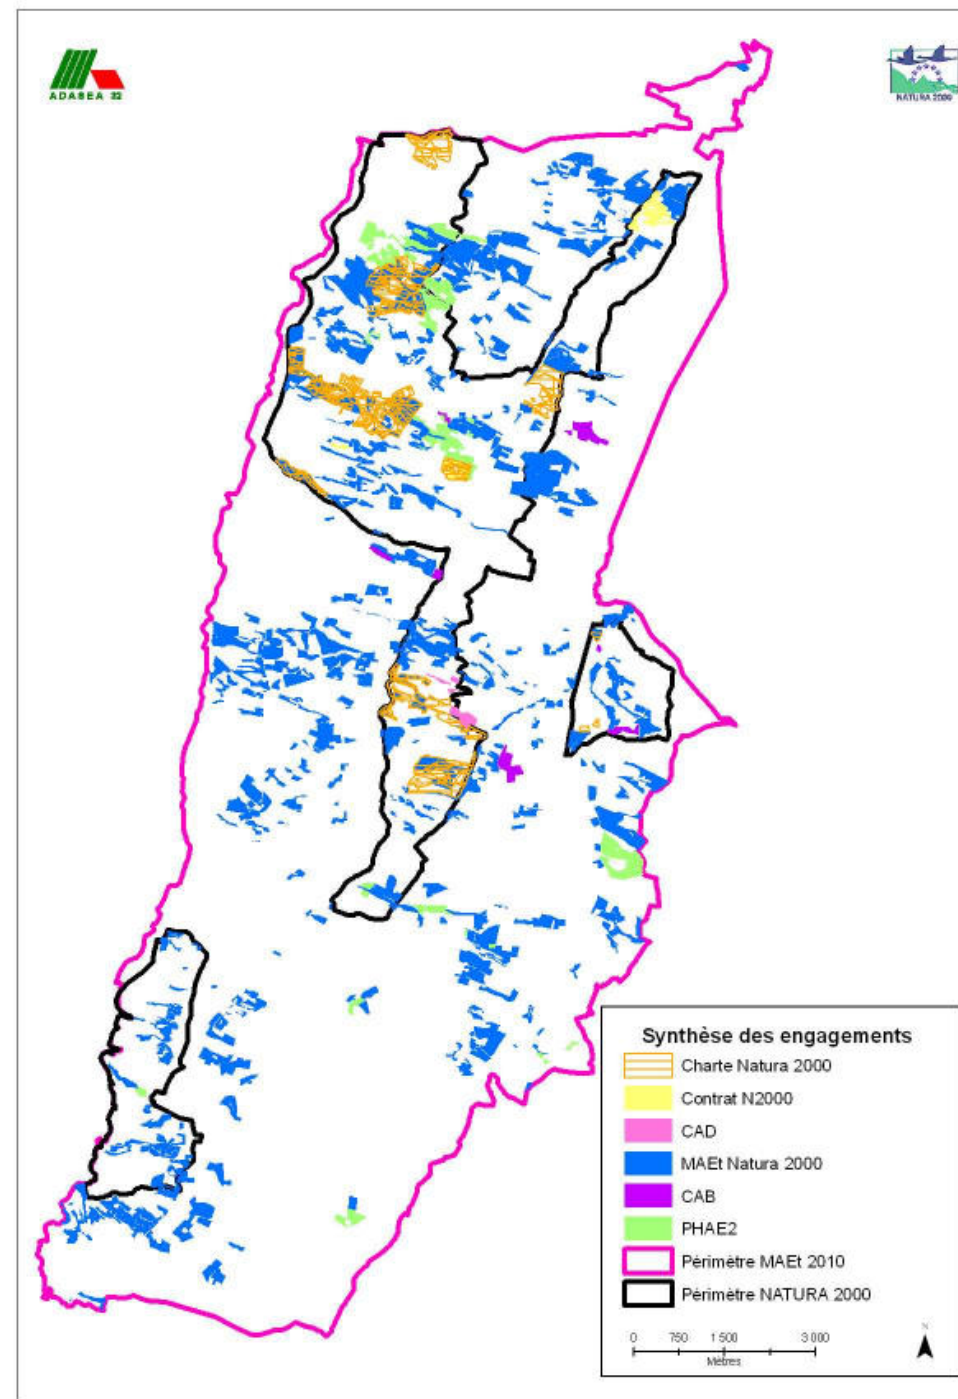 ADASEA 32
NATURA 2000
Synthèse des engagements
Charte Natura 2000
Contrat N2000
CAD
MAEt Natura 2000
CAB
PHAE2
Périmètre MAEt 2010
Périmètre NATURA 2000
0 750 1 500 3 000
Mètres
N